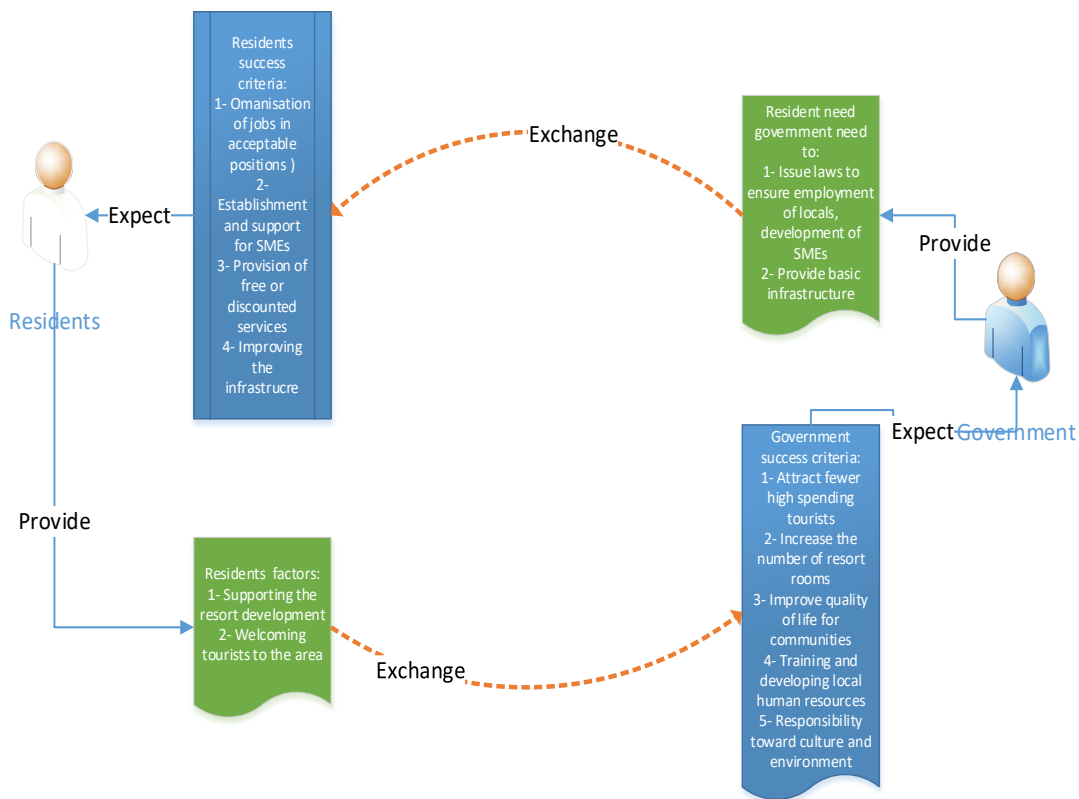 Residents
success
criteria:
1- Omanisation
of jobs in
acceptable
positions )
2-
Establishment
and support
for SMEs
3- Provision of
free or
discounted
services
4- Improving
the
infrastrucre
Exchange
Resident need
government need
to:
1- Issue laws to
ensure employment
of locals,
development of
SMEs
2- Provide basic
infrastructure
Expect
Provide
Residents
Government
success criteria:
1- Attract fewer
high spending
tourists
2- Increase the
number of resort
rooms
3- Improve quality
of life for
communities
4- Training and
developing local
human resources
5- Responsibility
toward culture and
environment
Expect
Government
Provide
Residents factors:
1- Supporting the
resort development
2- Welcoming
tourists to the area
Exchange